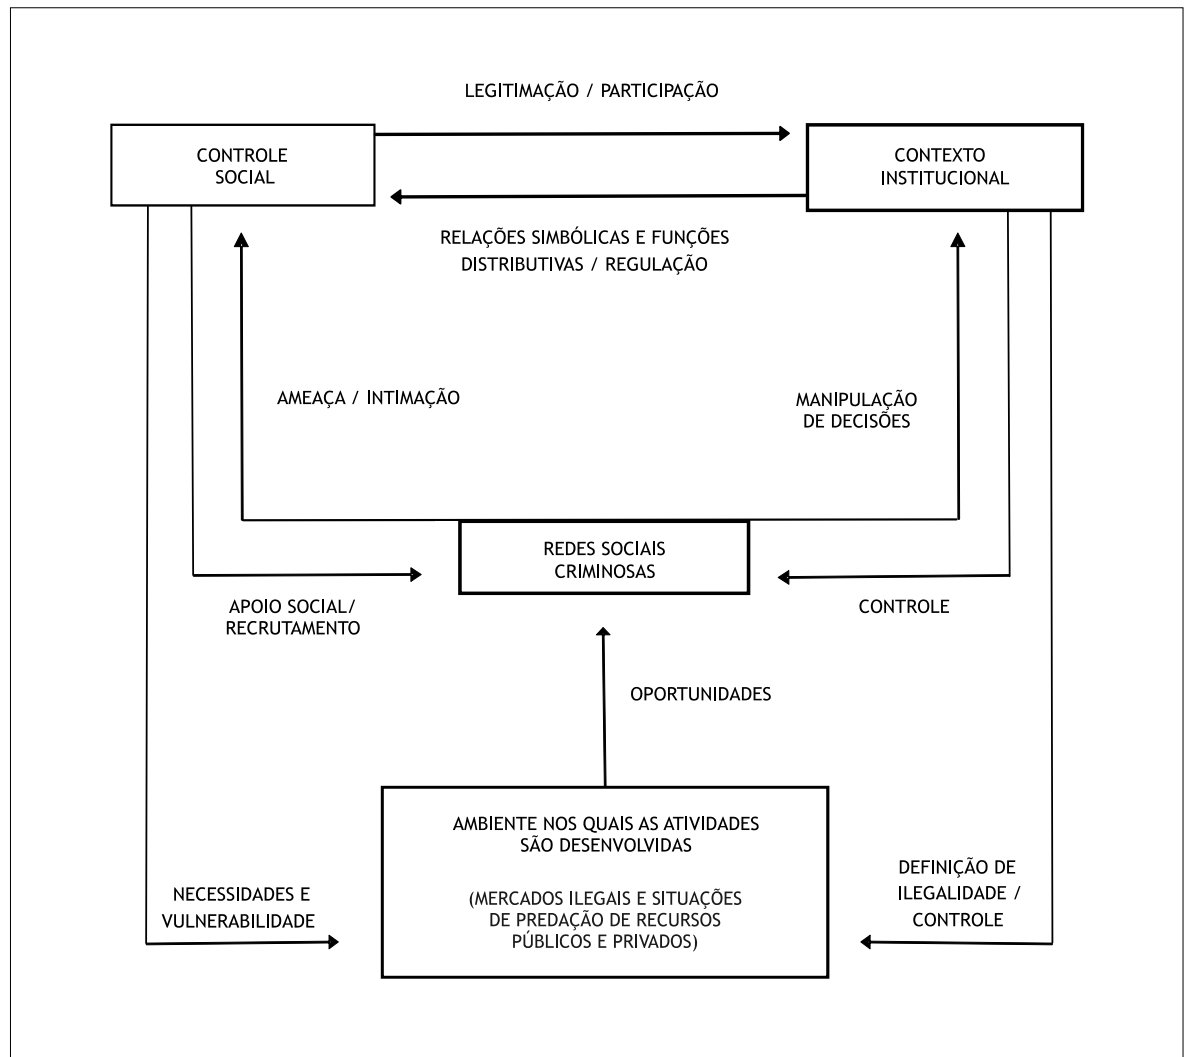 LEGITIMAÇÃO / PARTICIPAÇÃO
CONTROLE
SOCIAL
CONTEXTO
INSTITUCIONAL
RELAÇÕES SIMBÓLICAS E FUNÇÕES
DISTRIBUTIVAS / REGULAÇÃO
AMEAÇA / INTIMAÇÃO
MANIPULAÇÃO
DE DECISÕES
REDES SOCIAIS
CRIMINOSAS
APOIO SOCIAL/
RECRUTAMENTO
CONTROLE
OPORTUNIDADES
AMBIENTE NOS QUAIS AS ATIVIDADES
SÃO DESENVOLVIDAS
(MERCADOS ILEGAIS E SITUAÇÕES
DE PREDAÇÃO DE RECURSOS
PÚBLICOS E PRIVADOS)
NECESSIDADES E
VULNERABILIDADE
DEFINIÇÃO DE
ILEGALIDADE /
CONTROLE